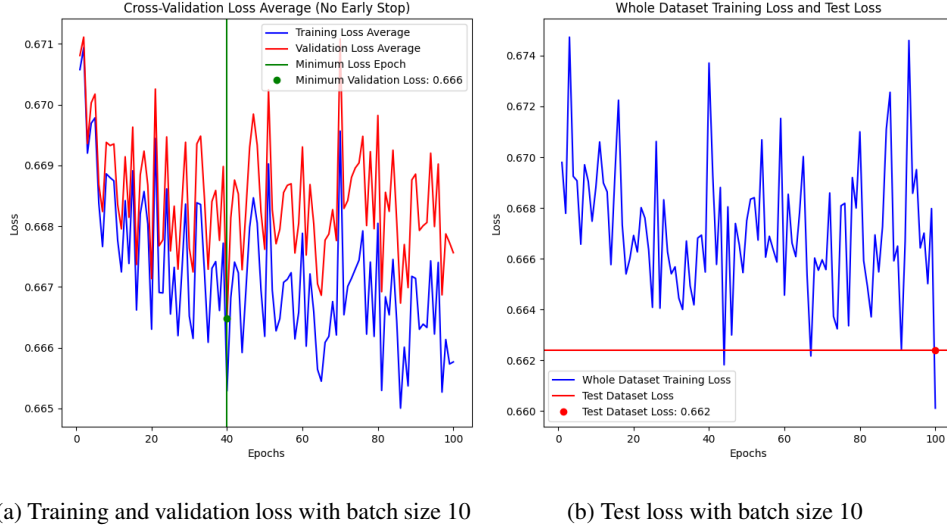 Cross-Validation Loss Average (No Early Stop)
Training Loss Average
Validation Loss Average
Minimum Loss Epoch
Minimum Validation Loss: 0.666
0.671
0.670
0.669
0.668
0.667
0.666
0.665
Loss
0
20
40
60
80
100
Epochs
Whole Dataset Training Loss and Test Loss
0.674
0.672
0.670
0.668
0.666
0.664
0.662
0.660
Loss
Whole Dataset Training Loss
Test Dataset Loss
Test Dataset Loss: 0.662
0
20
40
60
80
100
Epochs
a) Training and validation loss with batch size 10
(b) Test loss with batch size 10